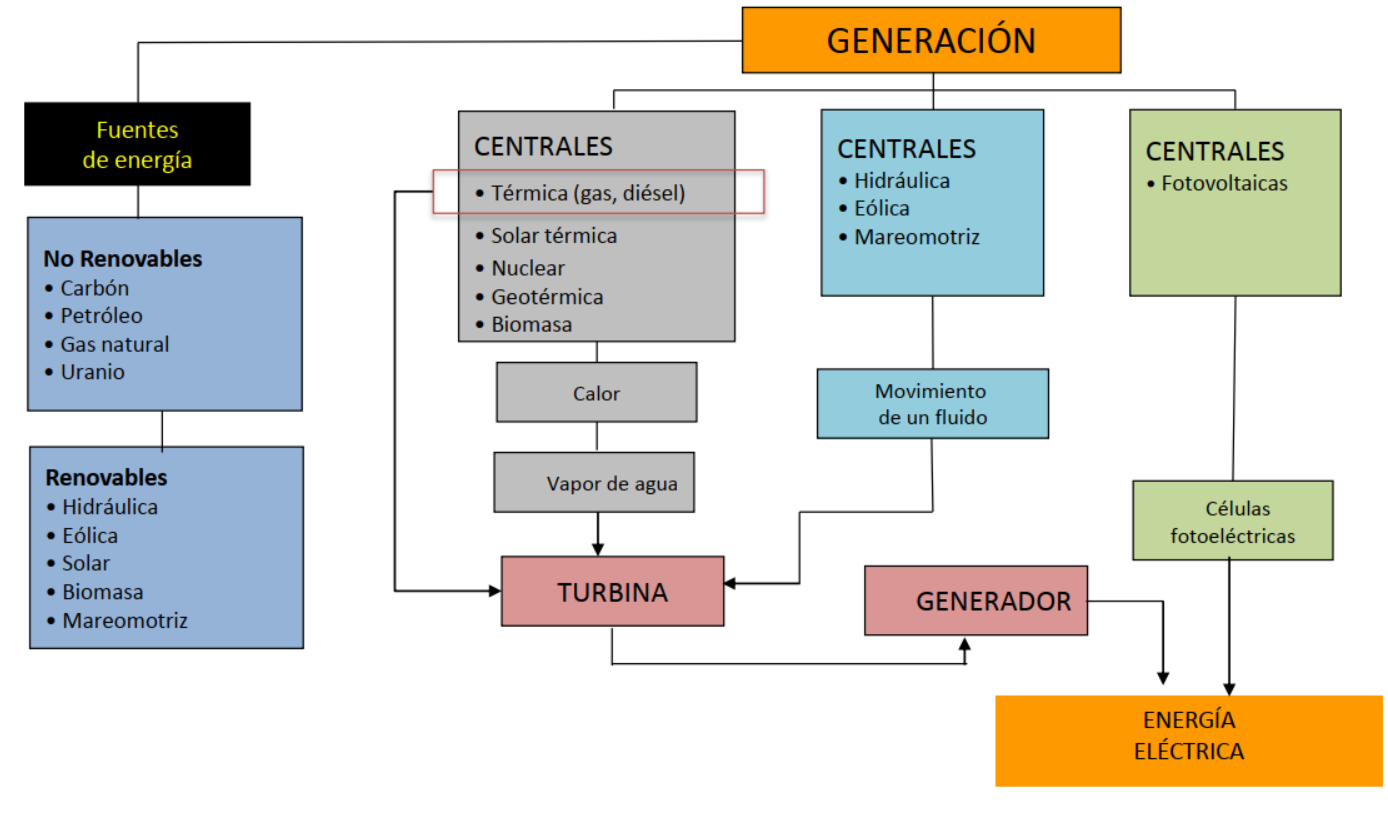 GENERACIÓN
Fuentes
de energía
No Renovables
• Carbón
• Petróleo
• Gas natural
• Uranio
Renovables
• Hidráulica
• Eólica
• Solar
• Biomasa
• Mareomotriz
CENTRALES
• Térmica (gas, diésel)
• Solar térmica
• Nuclear
• Geotérmica
• Biomasa
Calor
Vapor de agua
TURBINA
CENTRALES
• Hidráulica
• Eólica
• Mareomotriz
Movimiento
de un fluido
GENERADOR
CENTRALES
• Fotovoltaicas
Células
fotoeléctricas
ENERGÍA
ELÉCTRICA